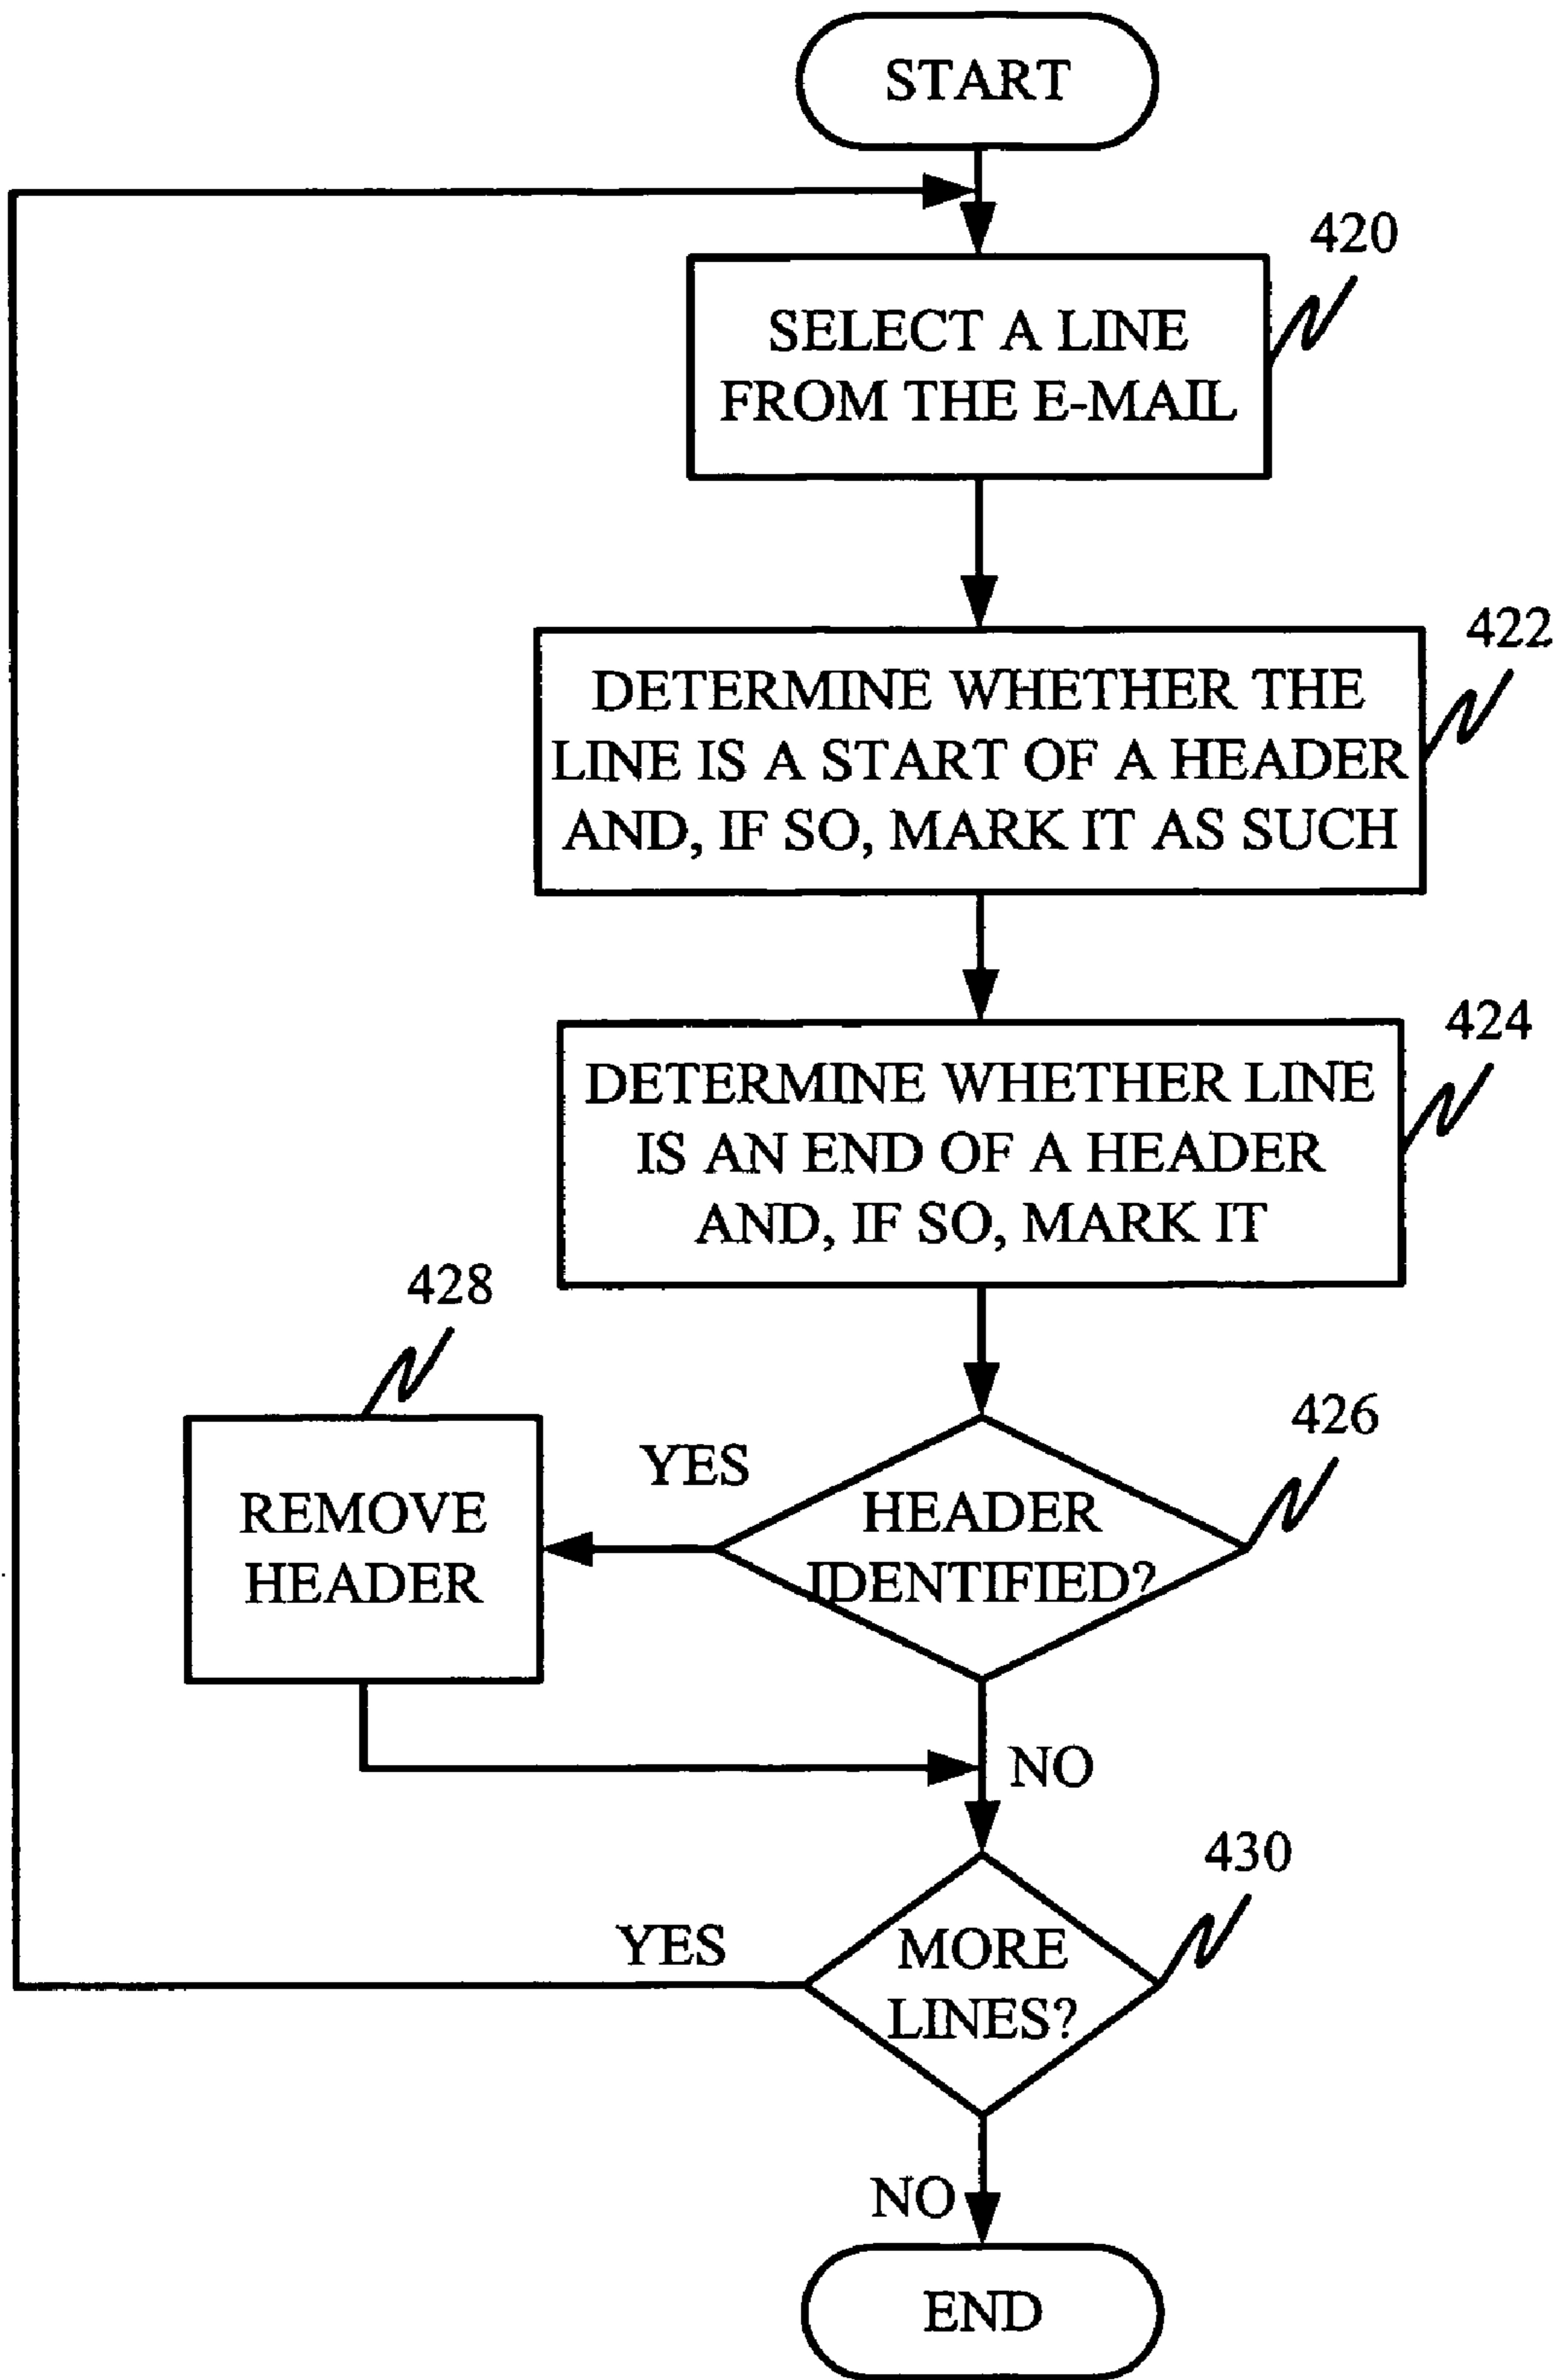 START
420
SELECT A LINE
FROM THE E-MAIL
422
DETERMINE WHETHER THE
LINE IS A START OF A HEADER
AND, IF SO, MARK IT AS SUCH
424
DETERMINE WHETHER LINE
IS AN END OF A HEADER
AND, IF SO, MARK IT
428
426
YES
REMOVE
HEADER
HEADER
IDENTIFIED?
NO
430
YES
MORE
LINES?
NO
END